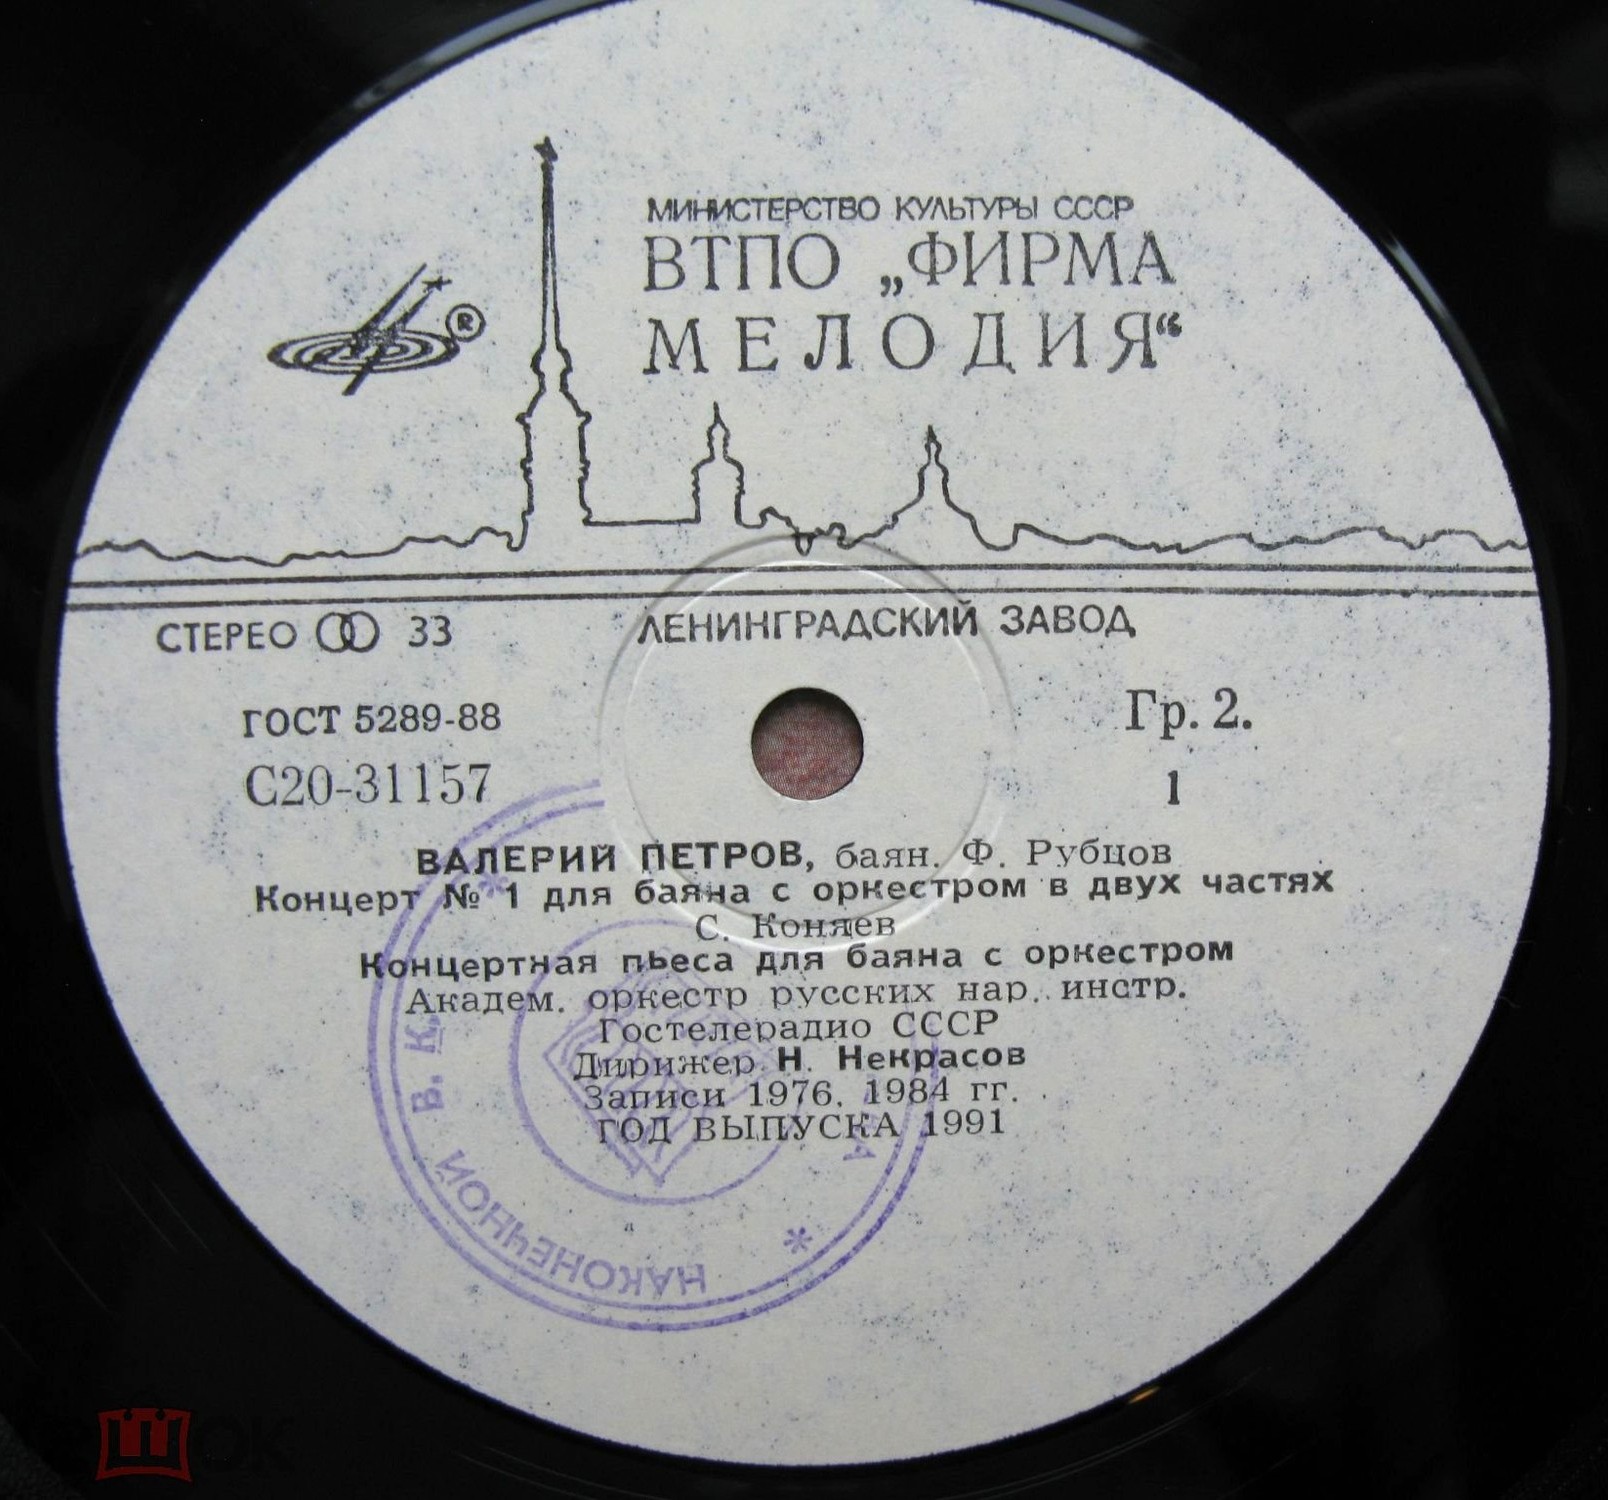 МИНИСТЕРСТВО КУЛЬТУРЫ СССР
ВТПО „ФИРМА
МЕЛОДИЯ“
®
СТЕРЕО 33
ЛЕНИНГРАДСКИЙ ЗАВОД
ГОСТ 5289-88
Гр. 2.
С20-31157
1
ВАЛЕРИЙ ПЕТРОВ, баян. Ф. Рубцов
Концерт № 1 для баяна с оркестром в двух частях
С. Коняев
Концертная пьеса для баяна с оркестром
Академ. оркестр русских нар. инстр.
Гостелерадио СССР
Дирижер Н. Некрасов
Записи 1976, 1984 гг.
ГОД ВЫПУСКА 1991
НАКОНЕЧНОЙ В. К.